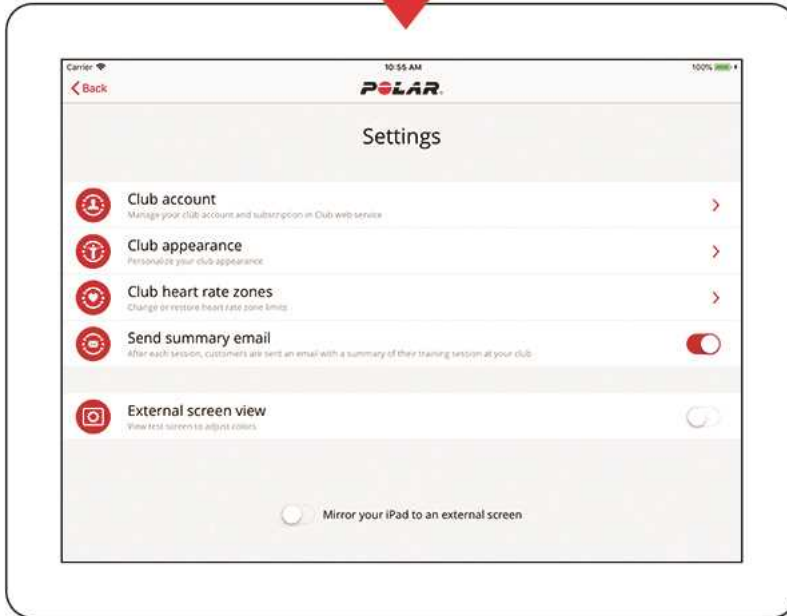 Carrier 10:55 AM 100%
Back POLAR
Settings
Club account
Manage your club account and subscription in Club web service
Club appearance
Personalize your club appearance
Club heart rate zones
Change or restore heart rate zone limits
Send summary email
After each session, customers are sent an email with a summary of their training session at your club
External screen view
View test screen to adjust colors
Mirror your iPad to an external screen